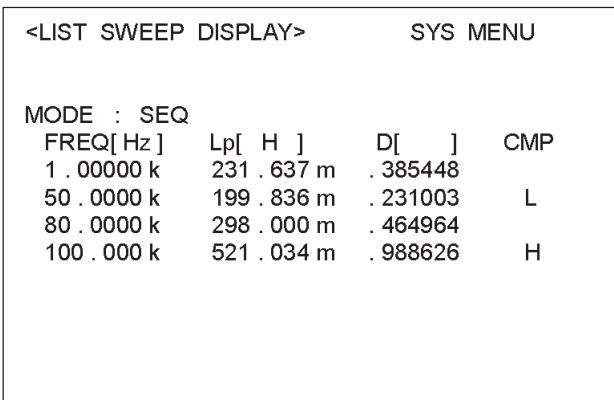 <LIST SWEEP DISPLAY> SYS MENU
MODE : SEQ
FREQ[ Hz ] Lp[ H ] D[ ] CMP
1 . 00000 k 231 . 637 m . 385448
50 . 0000 k 199 . 836 m . 231003 L
80 . 0000 k 298 . 000 m . 464964
100 . 000 k 521 . 034 m . 988626 H